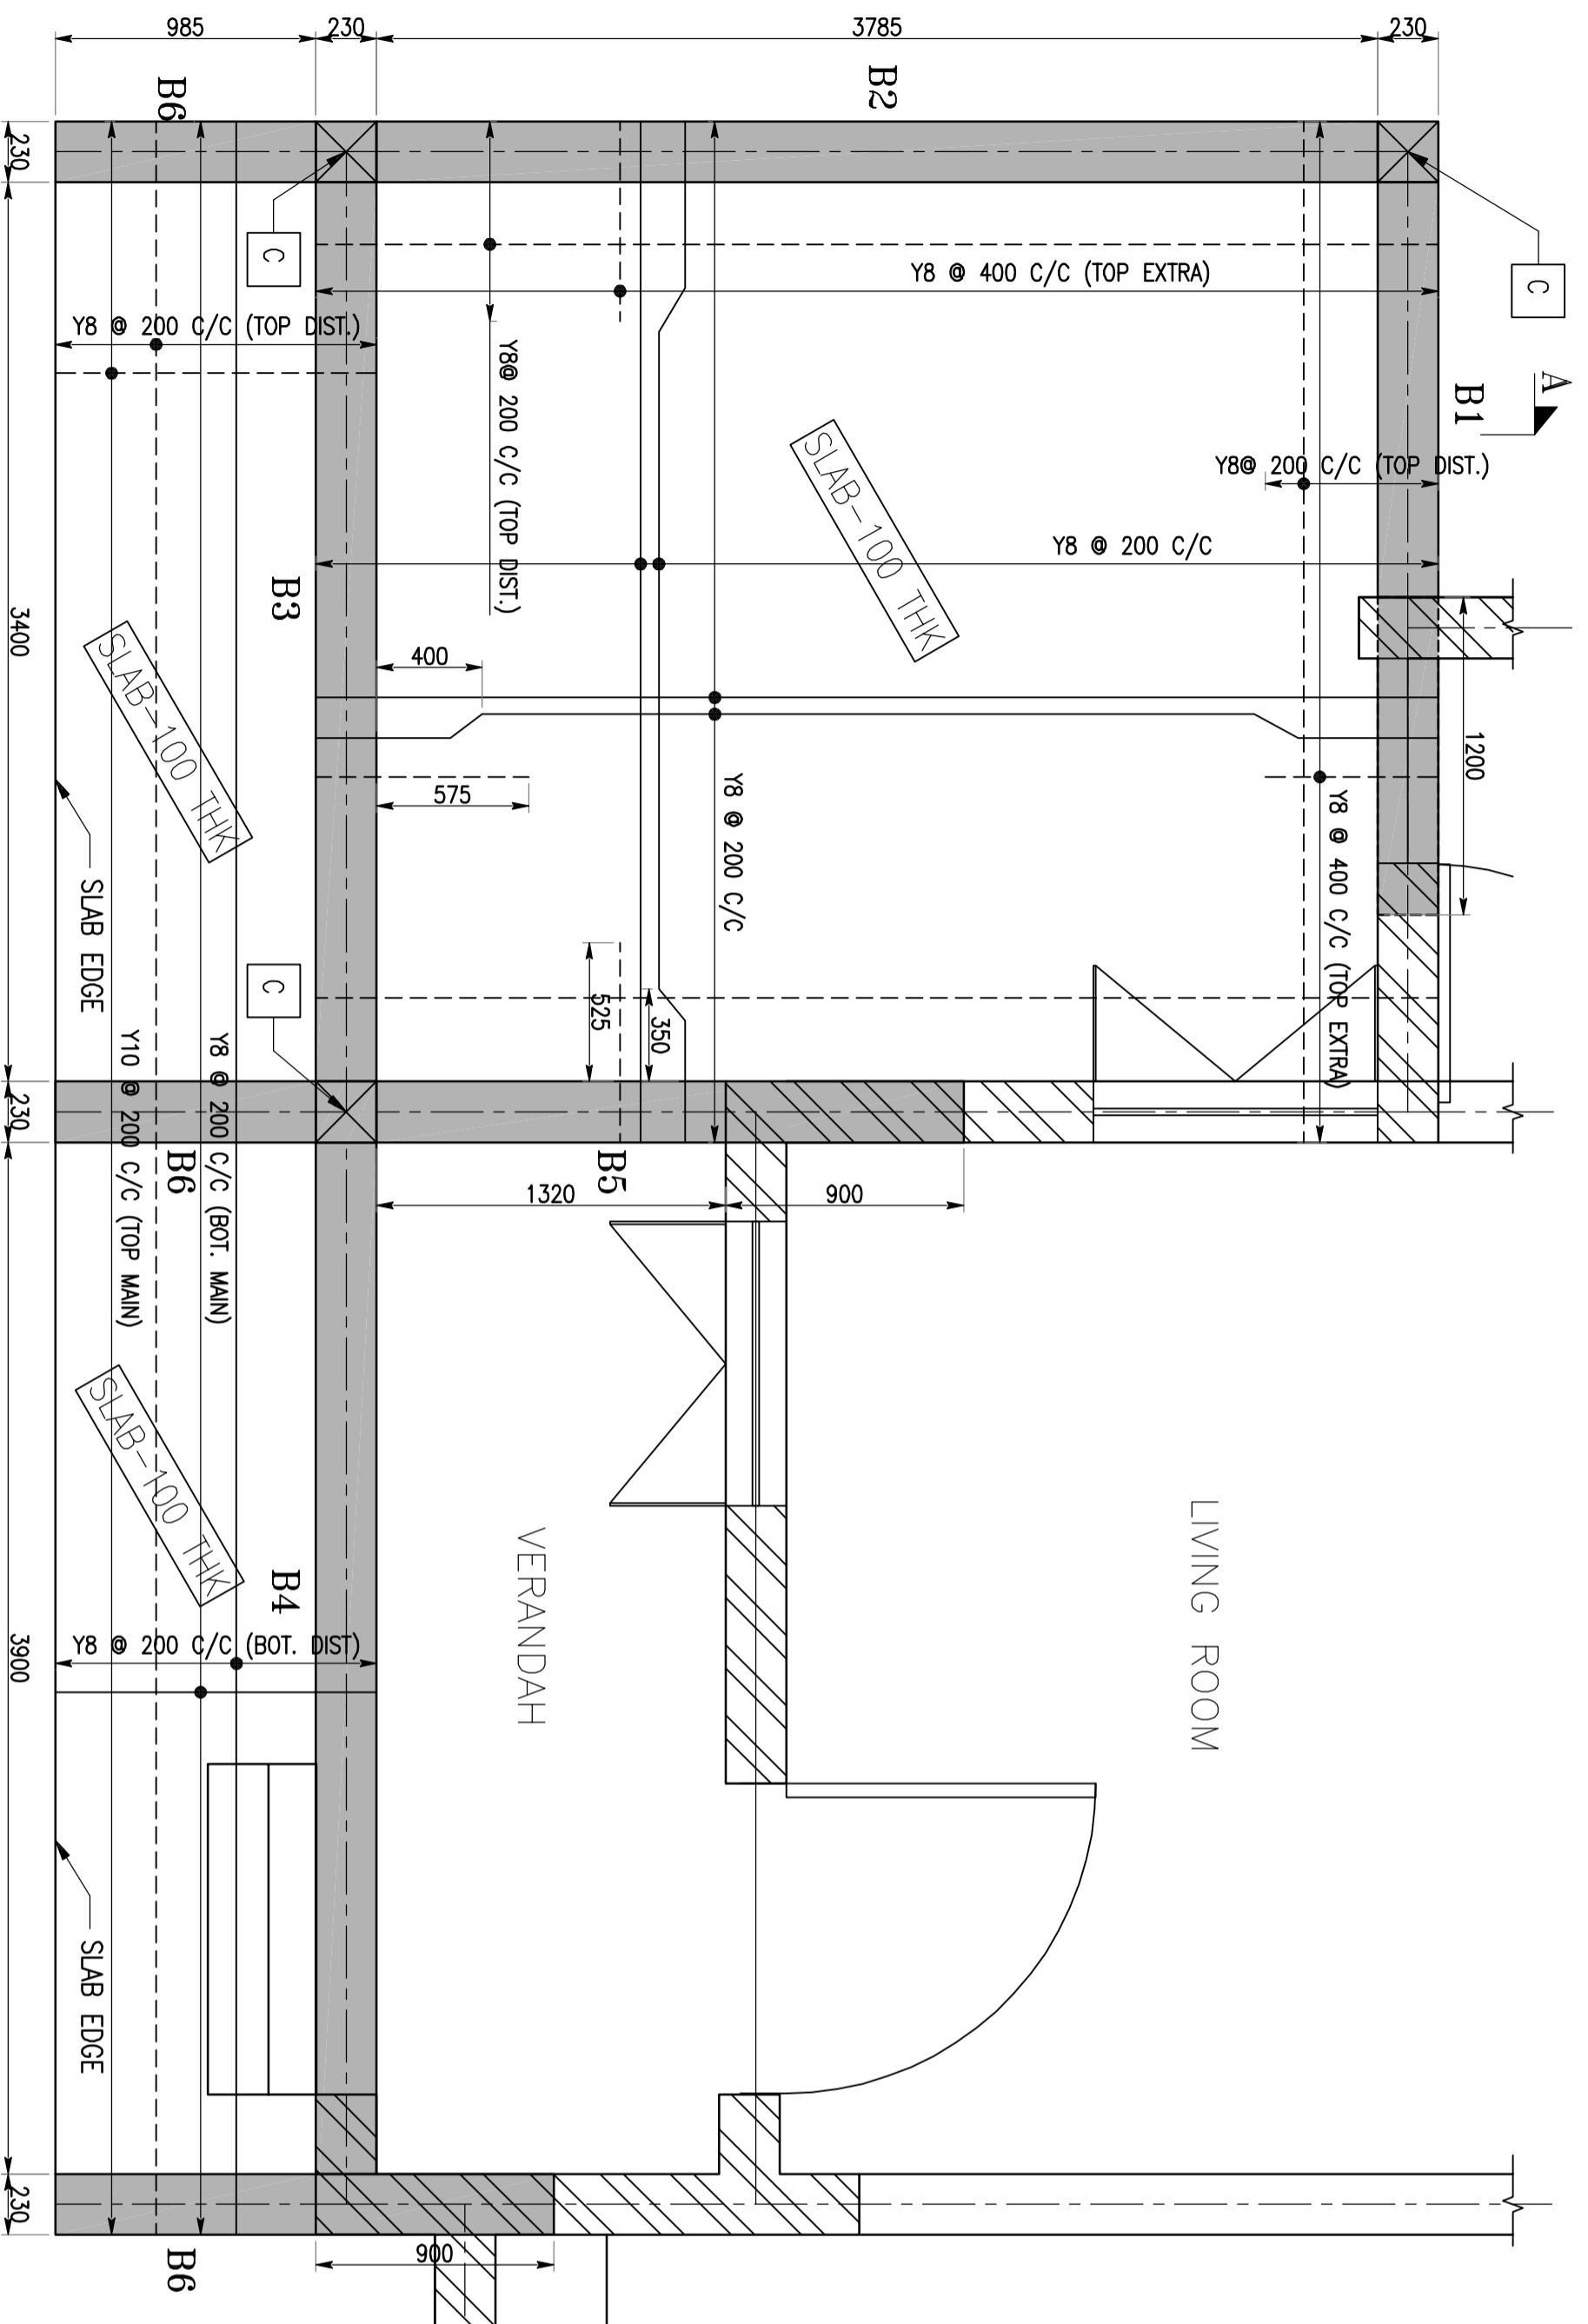 985
230
3785
230
B6
B2
230
C
C
A
B1
Y8 @ 400 C/C (TOP EXTRA)
Y8 @ 200 C/C (TOP DIST.)
Y8@ 200 C/C (TOP DIST.)
Y8@ 200 C/C (TOP DIST.)
SLAB-100 THK
Y8 @ 200 C/C
B3
3400
SLAB-100 THK
400
1200
575
Y8 @ 200 C/C
Y8 @ 400 C/C (TOP EXTRA)
SLAB EDGE
C
525
350
Y10 @ 200 C/C (TOP MAIN)
Y8 @ 200 C/C (BOT. MAIN)
230
B6
B5
1320
900
SLAB-100 THK
B4
VERANDAH
LIVING ROOM
3900
Y8 @ 200 C/C (BOT. DIST)
SLAB EDGE
230
B6
900